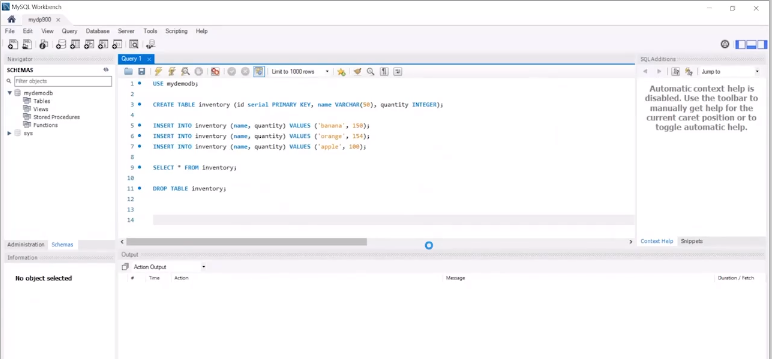 MySQL Workbench
mydp900 ×
File Edit View Query Database Server Tools Scripting Help
Navigator
SCHEMAS
Filter objects
mydemodb
Tables
Views
Stored Procedures
Functions
sys
Administration Schemas
Information
No object selected
Query 1 ×
Limit to 1000 rows
1 USE mydemodb;
2
3 CREATE TABLE inventory (id serial PRIMARY KEY, name VARCHAR(50), quantity INTEGER);
4
5 INSERT INTO inventory (name, quantity) VALUES ('banana', 150);
6 INSERT INTO inventory (name, quantity) VALUES ('orange', 154);
7 INSERT INTO inventory (name, quantity) VALUES ('apple', 100);
8
9 SELECT * FROM inventory;
10
11 DROP TABLE inventory;
12
13
14
SQLAdditions
Jump to
Automatic context help is
disabled. Use the toolbar to
manually get help for the
current caret position or to
toggle automatic help.
Context Help Snippets
Output
Action Output
# Time Action Message Duration / Fetch